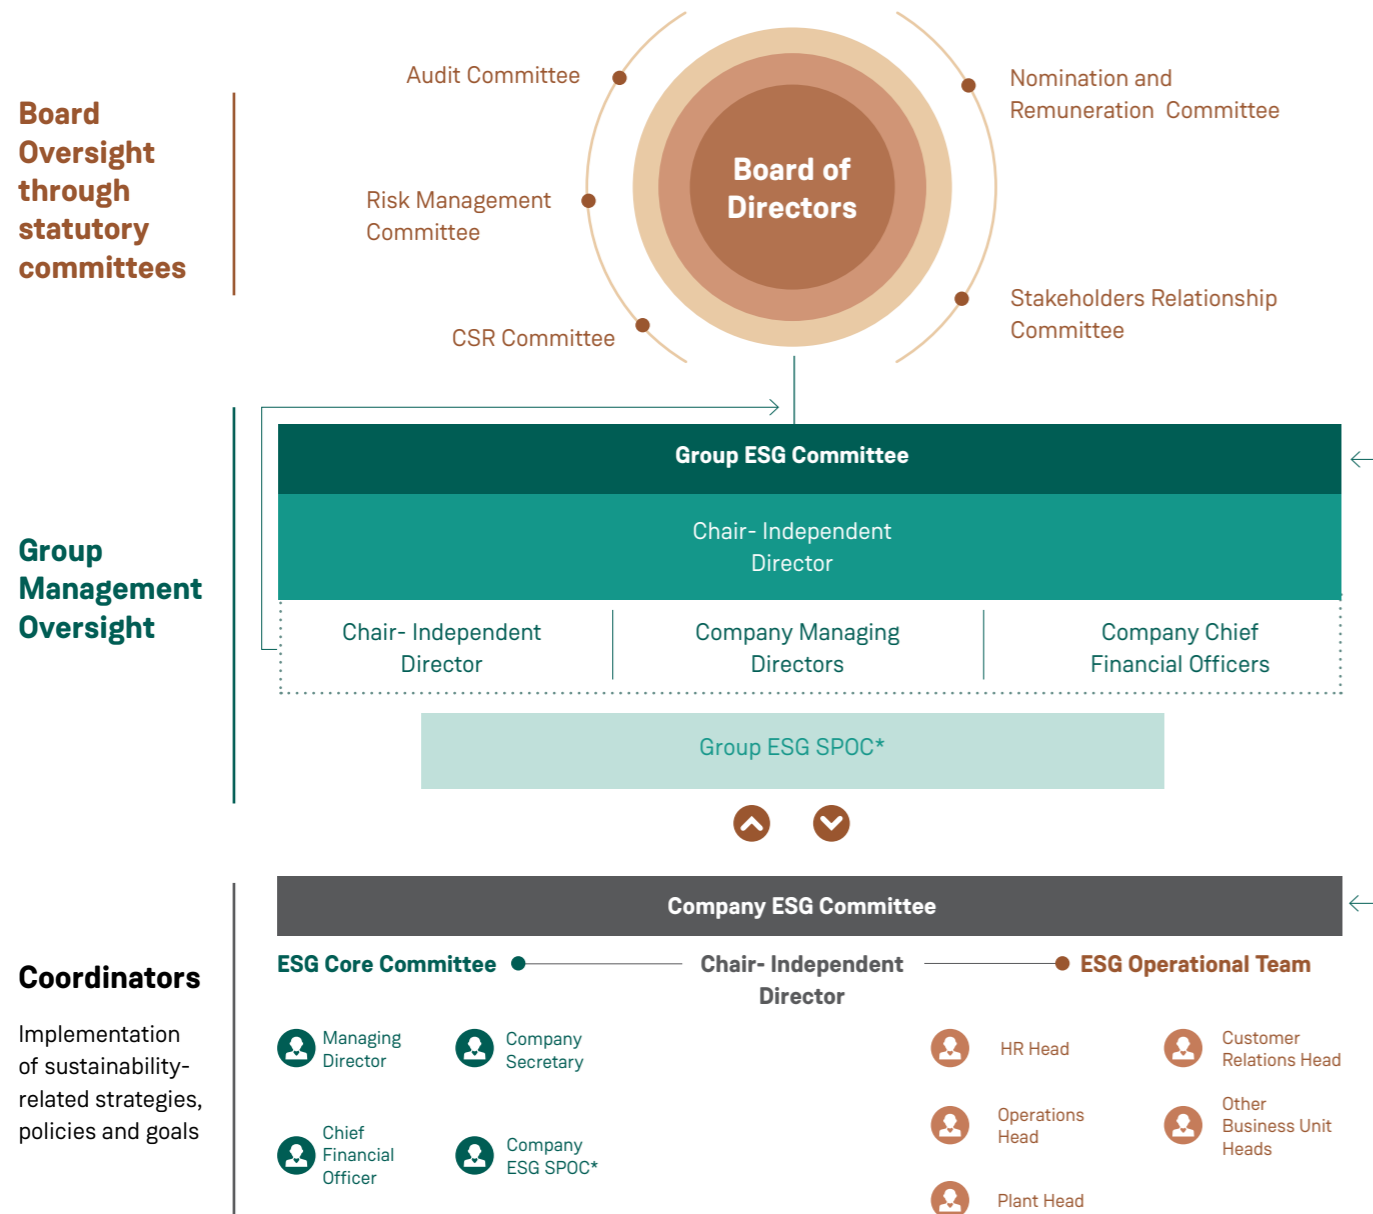 Board
Oversight
through
statutory
committees
Audit Committee
Risk Management
Committee
CSR Committee
Board of
Directors
Nomination and
Remuneration Committee
Stakeholders Relationship
Committee
Group
Management
Oversight
Group ESG Committee
Chair- Independent
Director
Chair- Independent
Director
Company Managing
Directors
Company Chief
Financial Officers
Group ESG SPOC*
Coordinators
Implementation
of sustainability-
related strategies,
policies and goals
Company ESG Committee
ESG Core Committee
Chair- Independent
Director
ESG Operational Team
Managing
Director
Company
Secretary
Chief
Financial
Officer
Company
ESG SPOC*
HR Head
Customer
Relations Head
Operations
Head
Other
Business Unit
Heads
Plant Head